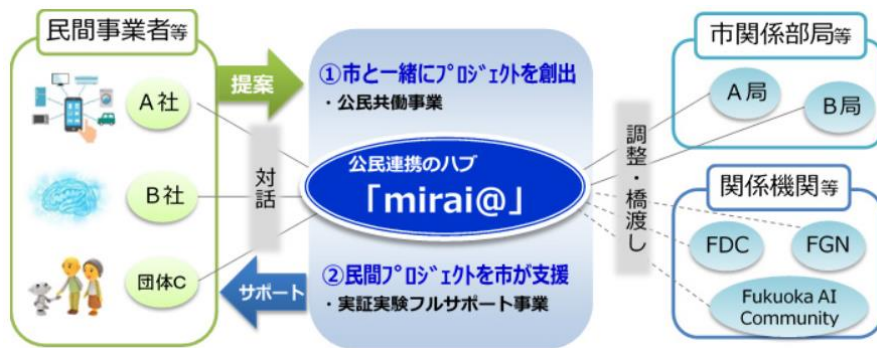 民間事業者等
A社
B社
団体C
提案
対話
サポート
①市と一緒にﾌﾟﾛｼﾞｪｸﾄを創出
・公民共働事業
公民連携のハブ
「mirai@」
②民間ﾌﾟﾛｼﾞｪｸﾄを市が支援
・実証実験フルサポート事業
調整・橋渡し
市関係部局等
A局
B局
関係機関等
FDC
FGN
Fukuoka AI
Community